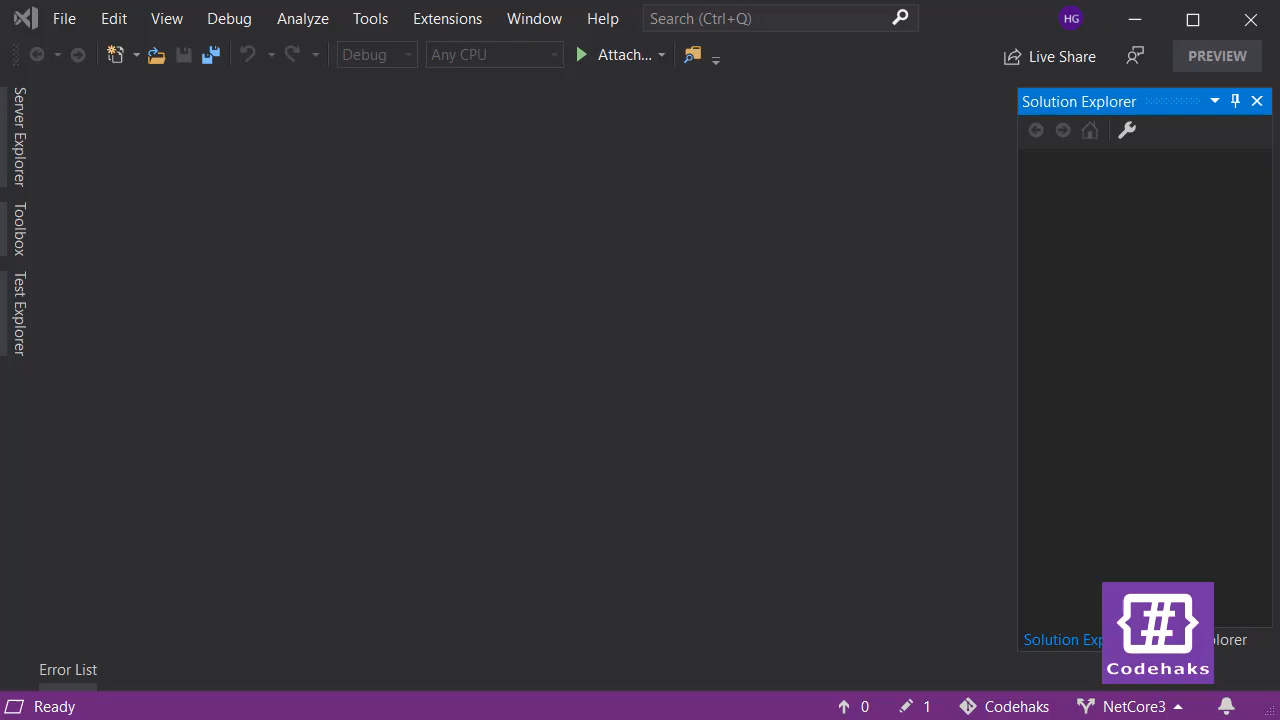 File Edit View Debug Analyze Tools Extensions Window Help Search (Ctrl+Q) HG
Debug Any CPU Attach... Live Share PREVIEW
Server Explorer
Toolbox
Test Explorer
Solution Explorer
Solution Exp
lorer
{#}
Codehaks
Error List
Ready 0 1 Codehaks NetCore3